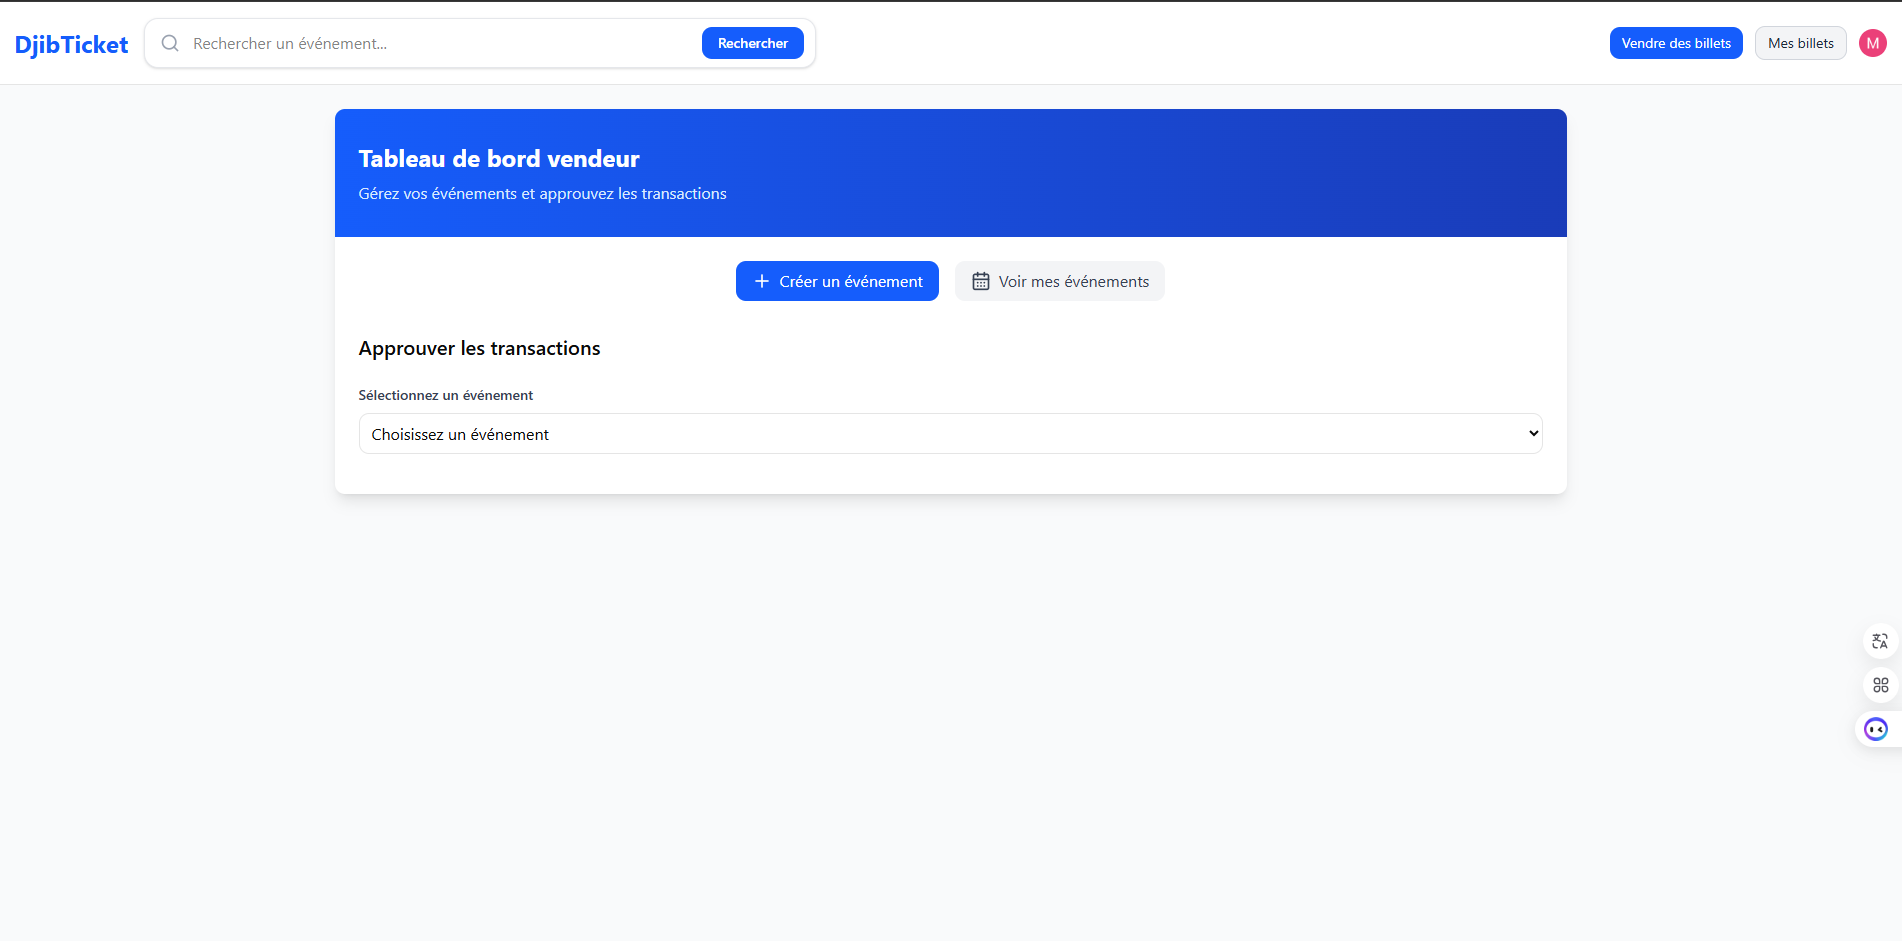 DjibTicket
Rechercher un événement...
Rechercher
Vendre des billets
Mes billets
M
Tableau de bord vendeur
Gérez vos événements et approuvez les transactions
Créer un événement
Voir mes événements
Approuver les transactions
Sélectionnez un événement
Choisissez un événement